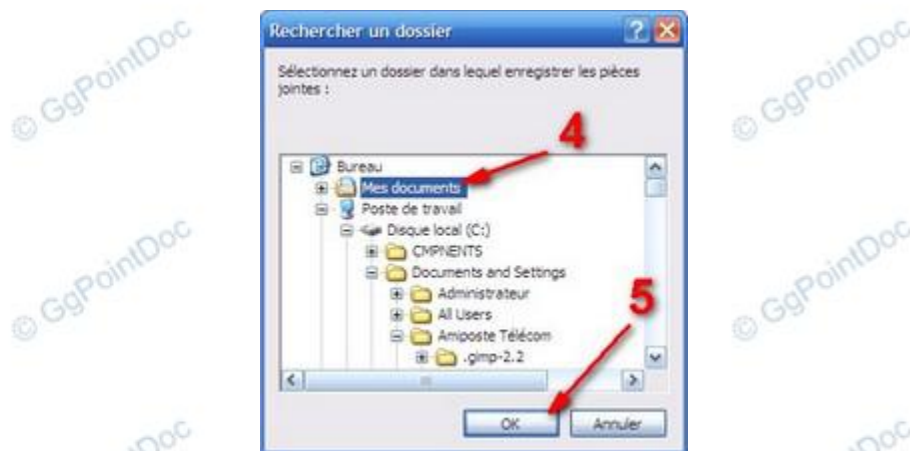 © GgPointDoc
© GgPointDoc
Rechercher un dossier
Sélectionnez un dossier dans lequel enregistrer les pièces
jointes :
4
Bureau
Mes documents
Poste de travail
Disque local (C:)
CMPNENTS
Documents and Settings
Administrateur
All Users
Amiposte Télécom
.gimp-2.2
5
OK
Annuler
© GgPointDoc
© GgPointDoc